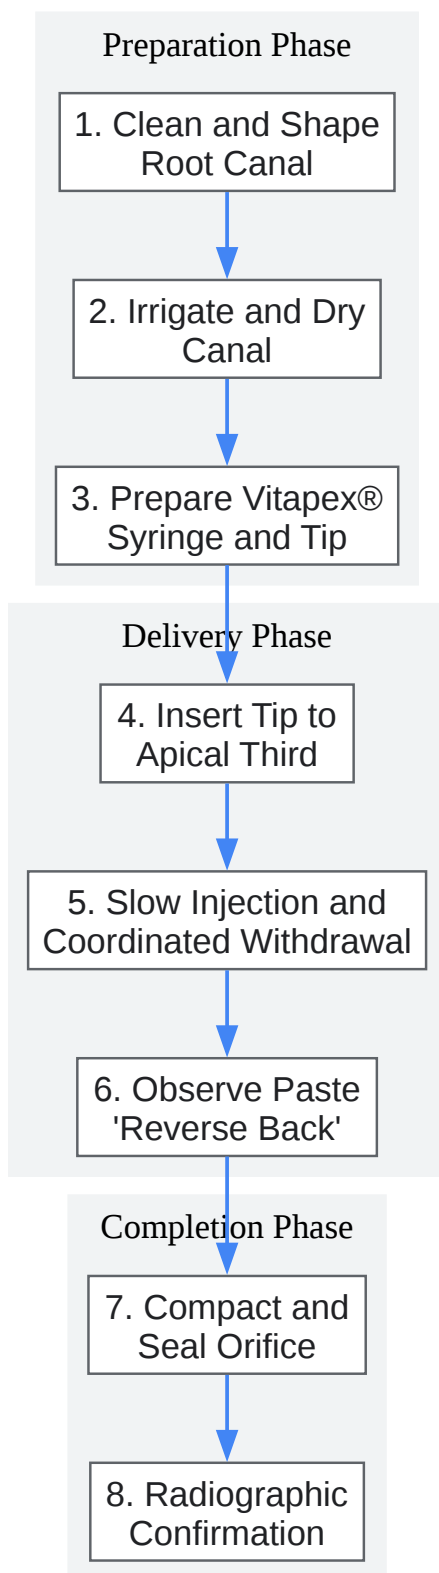 Preparation Phase
1. Clean and Shape
Root Canal
2. Irrigate and Dry
Canal
3. Prepare Vitapex®
Syringe and Tip
Delivery Phase
4. Insert Tip to
Apical Third
5. Slow Injection and
Coordinated Withdrawal
6. Observe Paste
'Reverse Back'
Completion Phase
7. Compact and
Seal Orifice
8. Radiographic
Confirmation